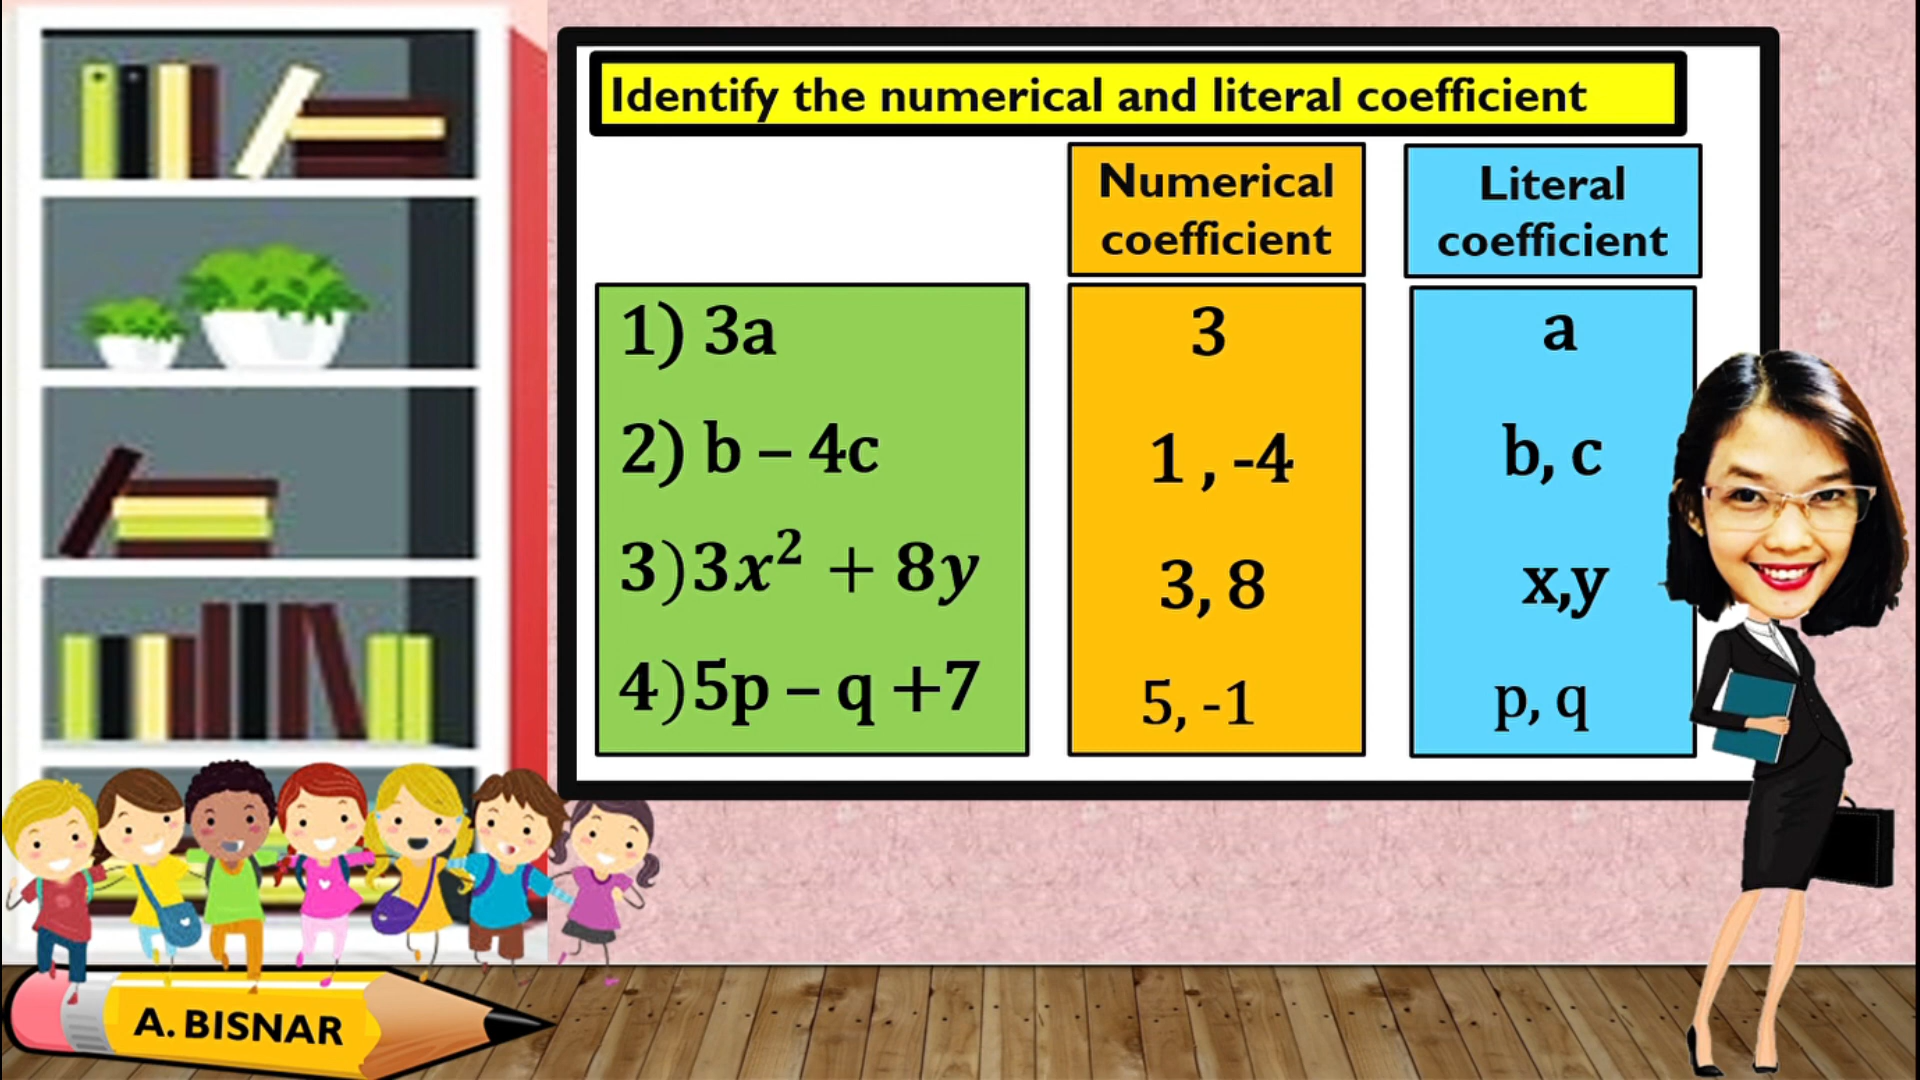 Identify the numerical and literal coefficient
Numerical
coefficient
Literal
coefficient
1) 3a
3
a
2) b – 4c
1 , -4
b, c
3)3x² + 8y
3, 8
x,y
4)5p – q +7
5, -1
p, q
A. BISNAR